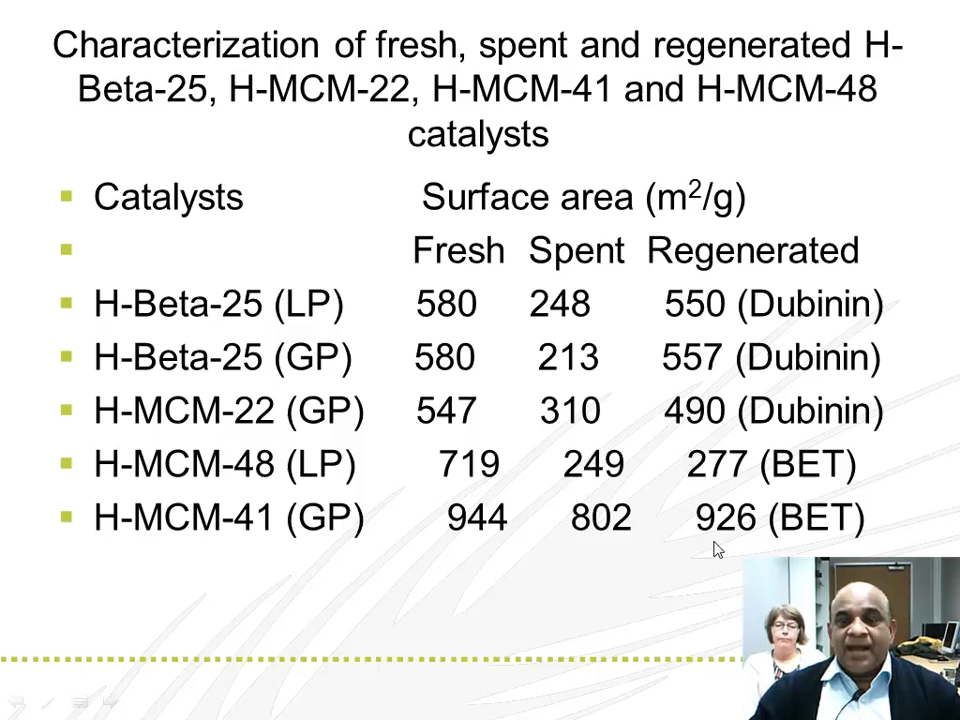 Characterization of fresh, spent and regenerated H-
Beta-25, H-MCM-22, H-MCM-41 and H-MCM-48
catalysts
Catalysts Surface area (m²/g)
Fresh Spent Regenerated
H-Beta-25 (LP) 580 248 550 (Dubinin)
H-Beta-25 (GP) 580 213 557 (Dubinin)
H-MCM-22 (GP) 547 310 490 (Dubinin)
H-MCM-48 (LP) 719 249 277 (BET)
H-MCM-41 (GP) 944 802 926 (BET)